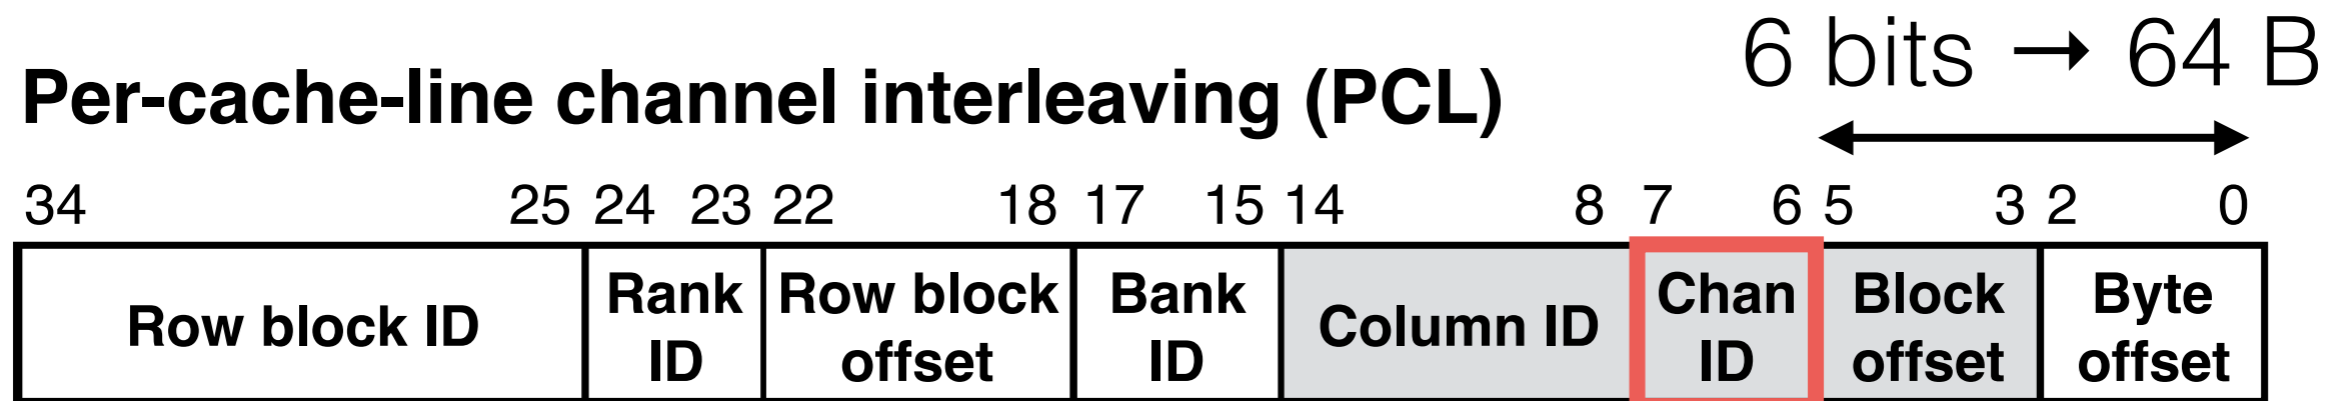 6 bits → 64 B
Per-cache-line channel interleaving (PCL)
34 25 24 23 22 18 17 15 14 8 7 6 5 3 2 0
Row block ID
Rank
ID
Row block
offset
Bank
ID
Column ID
Chan
ID
Block
offset
Byte
offset